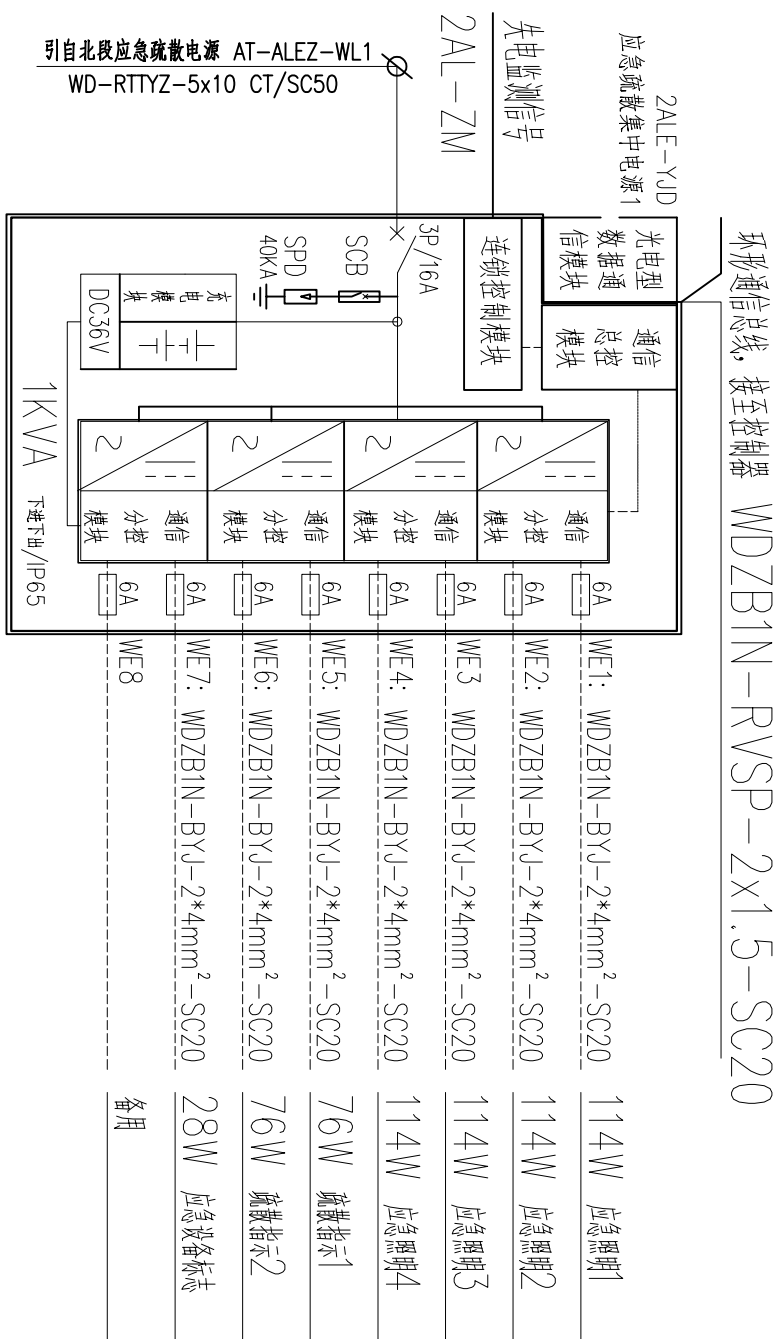 引自北段应急疏散电源 AT-ALEZ-WL1
WD-RTTYZ-5x10 CT/SC50
环形通信总线，接至控制器 WDZB1N-RVSP-2x1.5-SC20
2ALE-YJD
应急疏散集中电源1
失电监测信号
2AL-ZM
光电型
数据通
信模块
通信
总控
模块
连锁控制模块
3P/16A
SCB
SPD
40KA
充电模块
DC36V
1KVA
下进下出/IP65
通信
分控
模块
通信
分控
模块
通信
分控
模块
通信
分控
模块
6A WE1: WDZB1N-BYJ-2*4mm²-SC20 114W 应急照明1
6A WE2: WDZB1N-BYJ-2*4mm²-SC20 114W 应急照明2
6A WE3 WDZB1N-BYJ-2*4mm²-SC20 114W 应急照明3
6A WE4: WDZB1N-BYJ-2*4mm²-SC20 114W 应急照明4
6A WE5: WDZB1N-BYJ-2*4mm²-SC20 76W 疏散指示1
6A WE6: WDZB1N-BYJ-2*4mm²-SC20 76W 疏散指示2
6A WE7: WDZB1N-BYJ-2*4mm²-SC20 28W 应急设备标志
6A WE8 备用